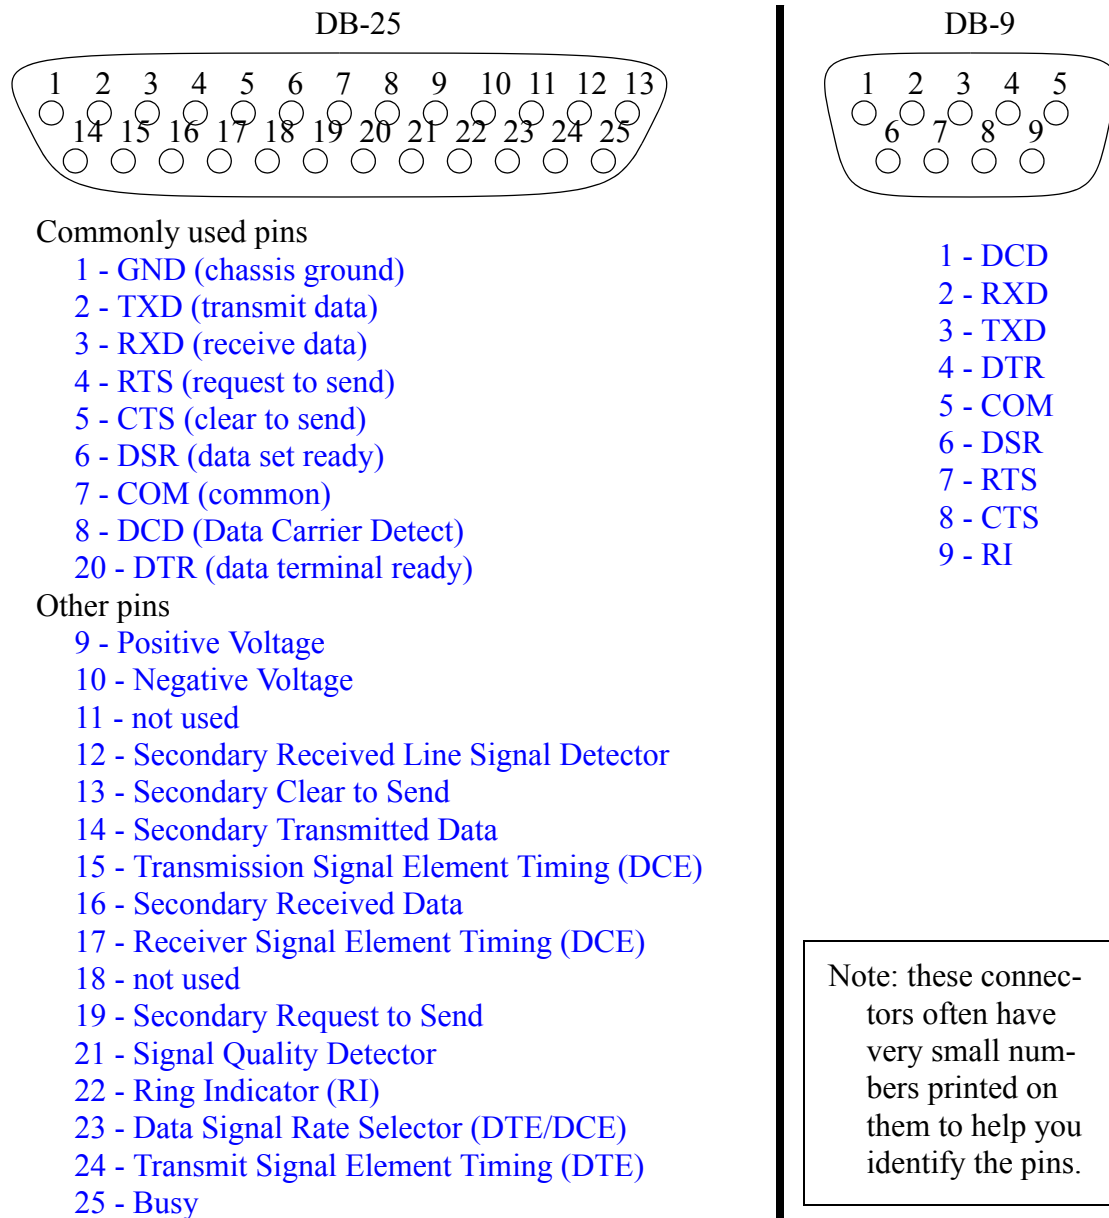 DB-25
1 2 3 4 5 6 7 8 9 10 11 12 13
14 15 16 17 18 19 20 21 22 23 24 25
Commonly used pins
1 - GND (chassis ground)
2 - TXD (transmit data)
3 - RXD (receive data)
4 - RTS (request to send)
5 - CTS (clear to send)
6 - DSR (data set ready)
7 - COM (common)
8 - DCD (Data Carrier Detect)
20 - DTR (data terminal ready)
Other pins
9 - Positive Voltage
10 - Negative Voltage
11 - not used
12 - Secondary Received Line Signal Detector
13 - Secondary Clear to Send
14 - Secondary Transmitted Data
15 - Transmission Signal Element Timing (DCE)
16 - Secondary Received Data
17 - Receiver Signal Element Timing (DCE)
18 - not used
19 - Secondary Request to Send
21 - Signal Quality Detector
22 - Ring Indicator (RI)
23 - Data Signal Rate Selector (DTE/DCE)
24 - Transmit Signal Element Timing (DTE)
25 - Busy
DB-9
1 2 3 4 5
6 7 8 9
1 - DCD
2 - RXD
3 - TXD
4 - DTR
5 - COM
6 - DSR
7 - RTS
8 - CTS
9 - RI
Note: these connec-
tors often have
very small num-
bers printed on
them to help you
identify the pins.